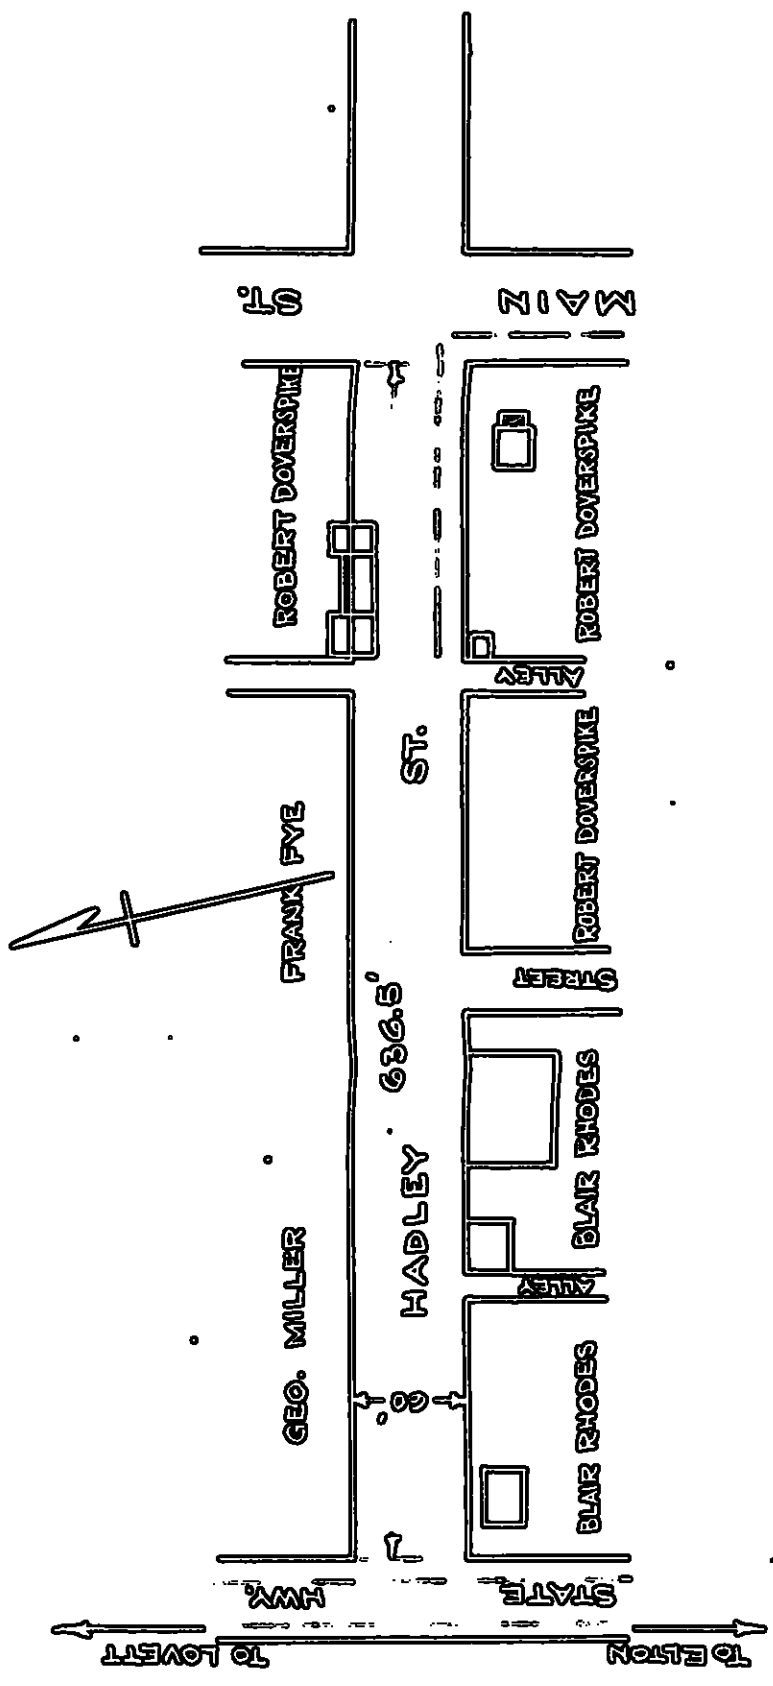 MAIN ST.
ROBERT DOVERSPIKE
ROBERT DOVERSPIKE
ALLEY
ST.
ROBERT DOVERSPIKE
FRANK FYE
STREET
636.5'
BLAIR RHODES
HADLEY
GEO. MILLER
ALLEY
BLAIR RHODES
60'
STATE HWY.
TO LOVETT
TO ELTON